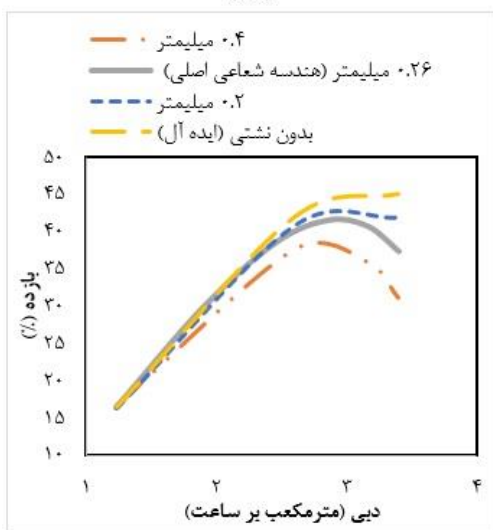 ۰.۴ میلیمتر
۰.۲۶ میلیمتر (هندسه شعاعی اصلی)
۰.۲ میلیمتر
بدون نشتی (ایده آل)
بازده (%)
۵۰
۴۵
۴۰
۳۵
۳۰
۲۵
۲۰
۱۵
۱۰
۱ ۲ ۳ ۴
دبی (مترمکعب بر ساعت)